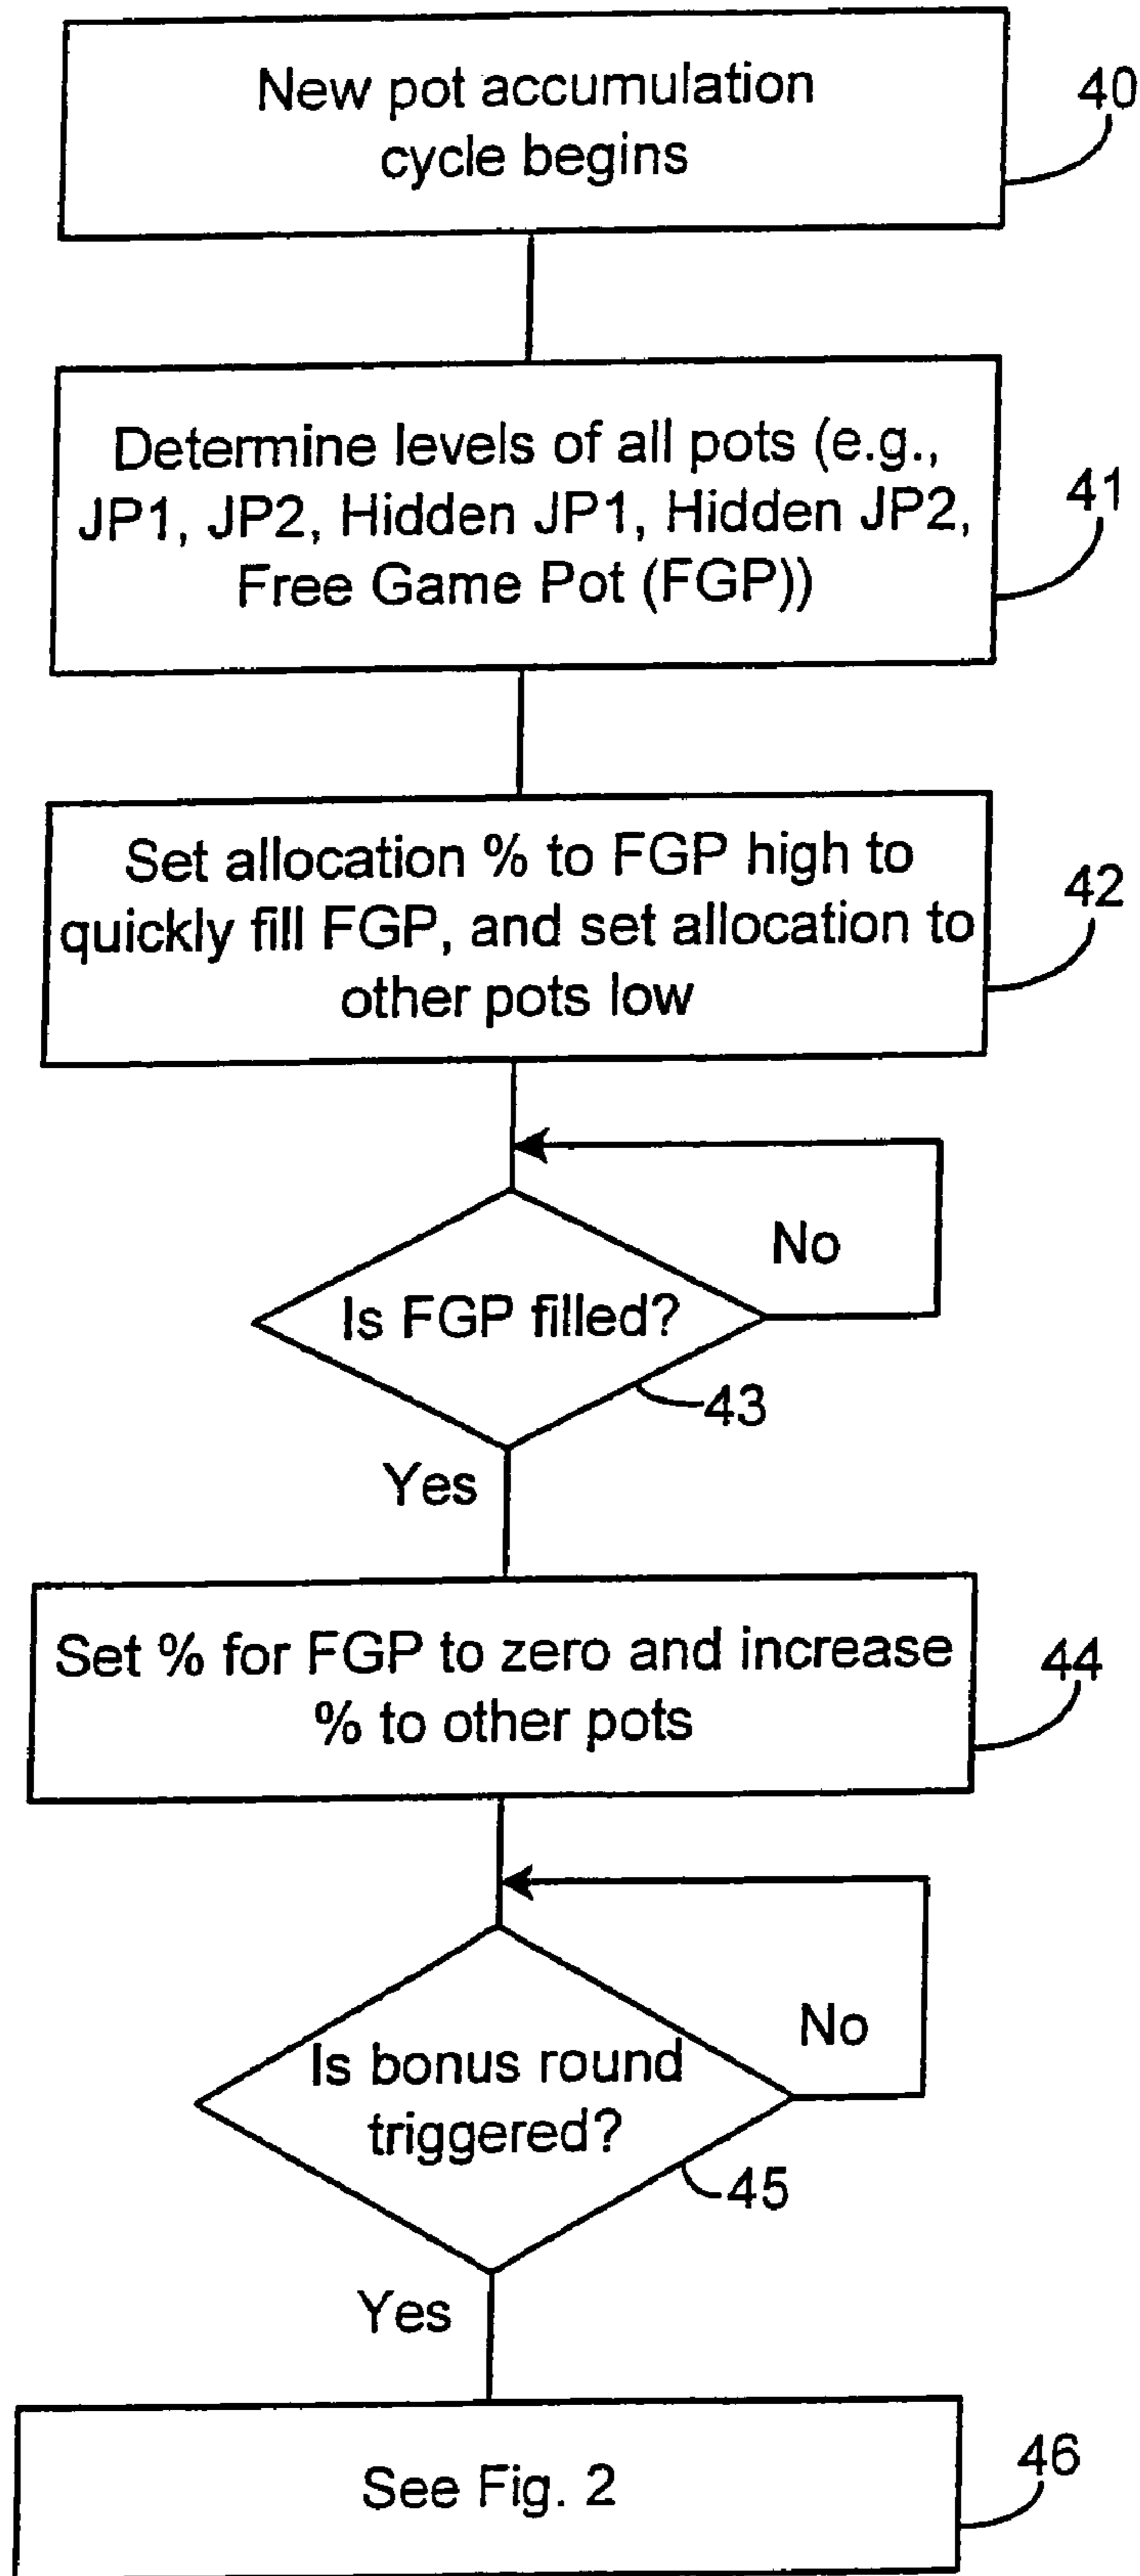 New pot accumulation
cycle begins
40
Determine levels of all pots (e.g.,
JP1, JP2, Hidden JP1, Hidden JP2,
Free Game Pot (FGP))
41
Set allocation % to FGP high to
quickly fill FGP, and set allocation to
other pots low
42
No
Is FGP filled?
43
Yes
Set % for FGP to zero and increase
% to other pots
44
No
Is bonus round
triggered?
45
Yes
See Fig. 2
46